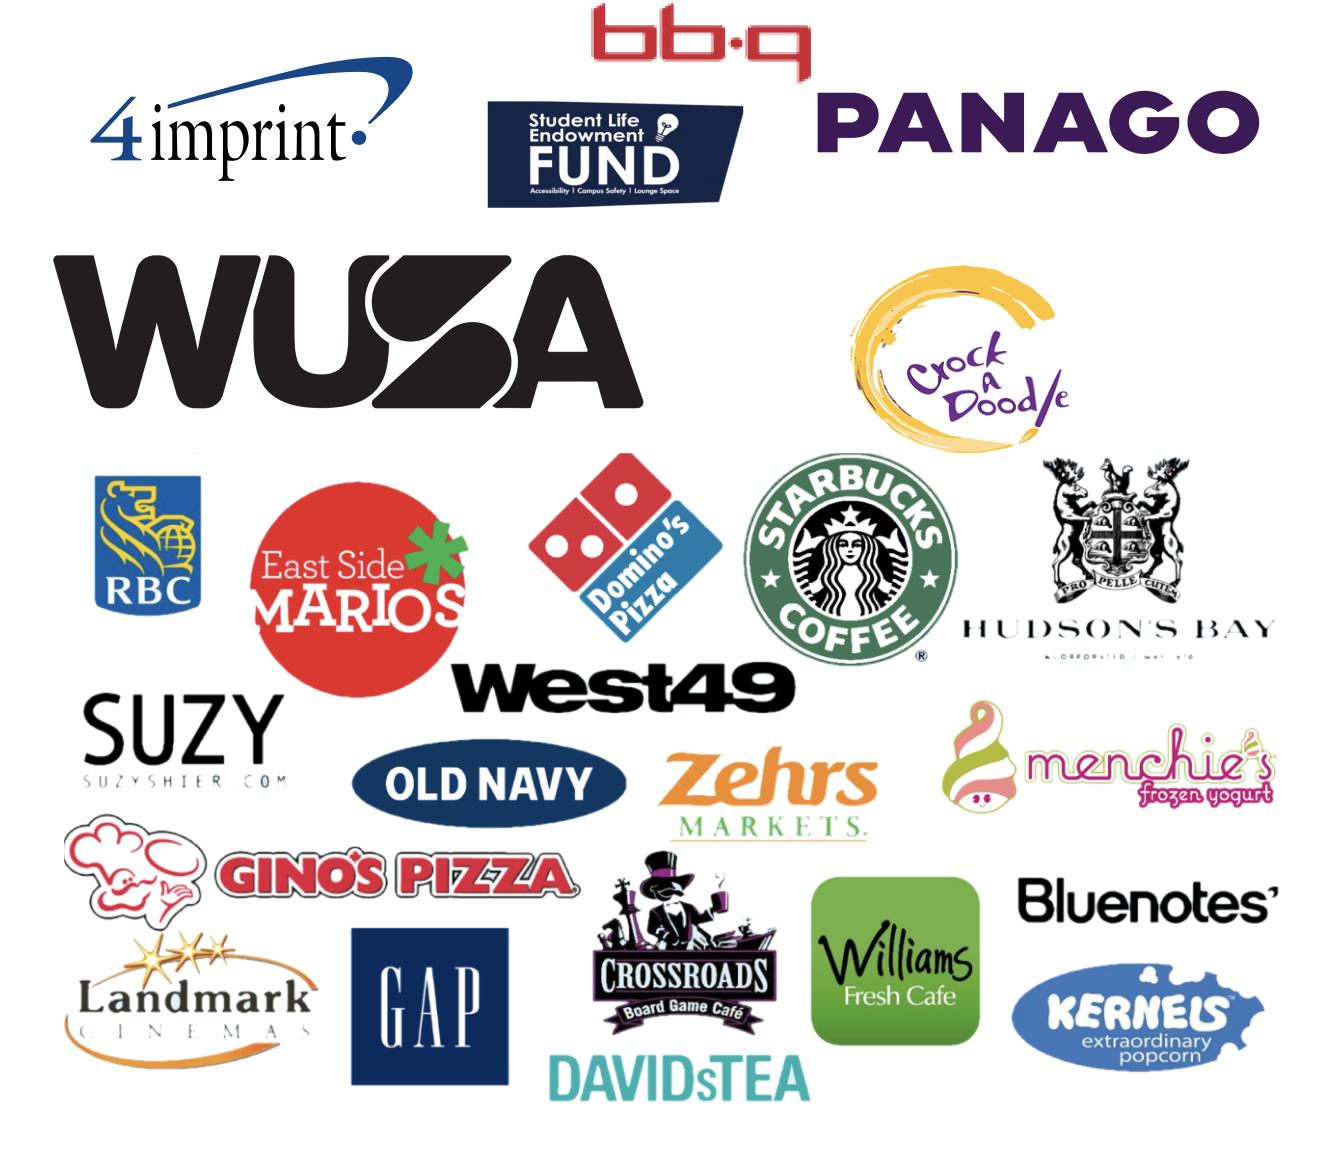 bb.q
4imprint
Student Life
Endowment
FUND
Accessibility | Campus Safety | Lounge Space
PANAGO
WUSA
Crock
A
Doodle
RBC
East Side
MARIOS
Domino's
Pizza
STARBUCKS
COFFEE
®
PRO PELLE CUTEM
HUDSON'S BAY
West49
SUZY
SUZYSHIER.COM
OLD NAVY
Zehrs
MARKETS®
menchie's
frozen yogurt
GINO'S PIZZA
Landmark
CINEMAS
GAP
CROSSROADS
Board Game Café
Williams
Fresh Cafe
Bluenotes'
KERNELS™
extraordinary
popcorn
DAVIDsTEA